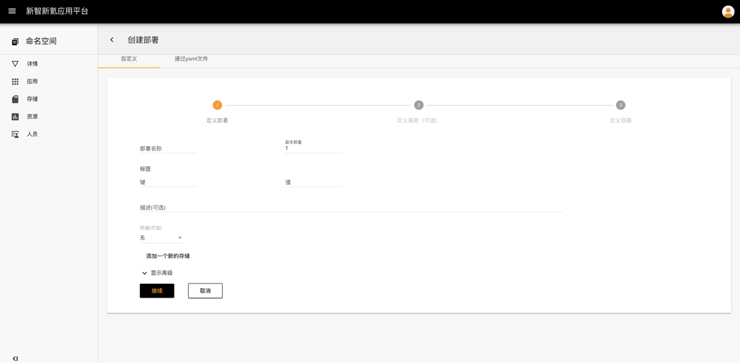 新智新氦应用平台
命名空间
创建部署
自定义
通过yaml文件
详情
应用
存储
资源
人员
1
2
3
定义部署
定义服务（可选）
定义容器
部署名称
副本数量
1
标签
键
值
描述(可选)
存储(可选)
无
添加一个新的存储
显示高级
继续
取消